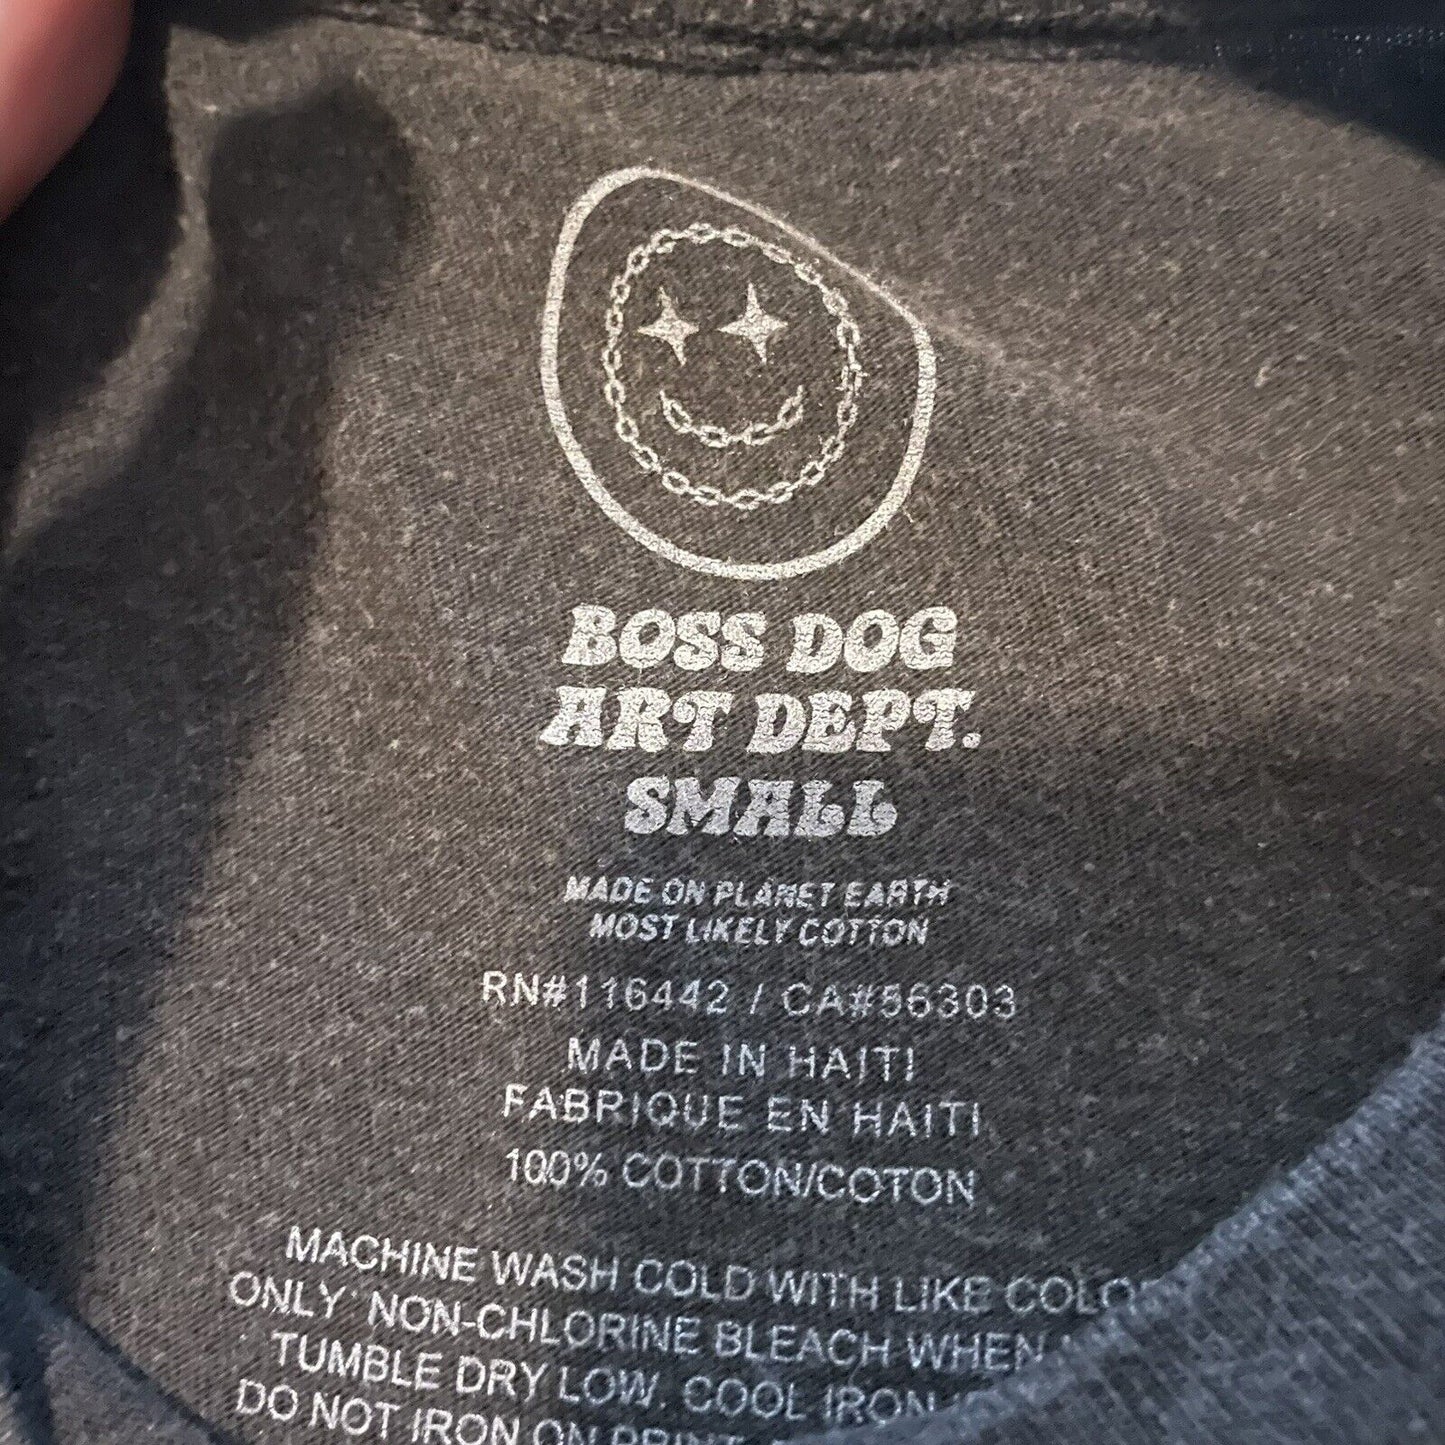 BOSS DOG
ART DEPT.
SMALL
MADE ON PLANET EARTH
MOST LIKELY COTTON
RN#116442 / CA#56303
MADE IN HAITI
FABRIQUE EN HAITI
100% COTTON/COTON
MACHINE WASH COLD WITH LIKE
ONLY NON-CHLORINE BLEACH WHEN
TUMBLE DRY LOW. COOL IRON
DO NOT IRON ON PRINT